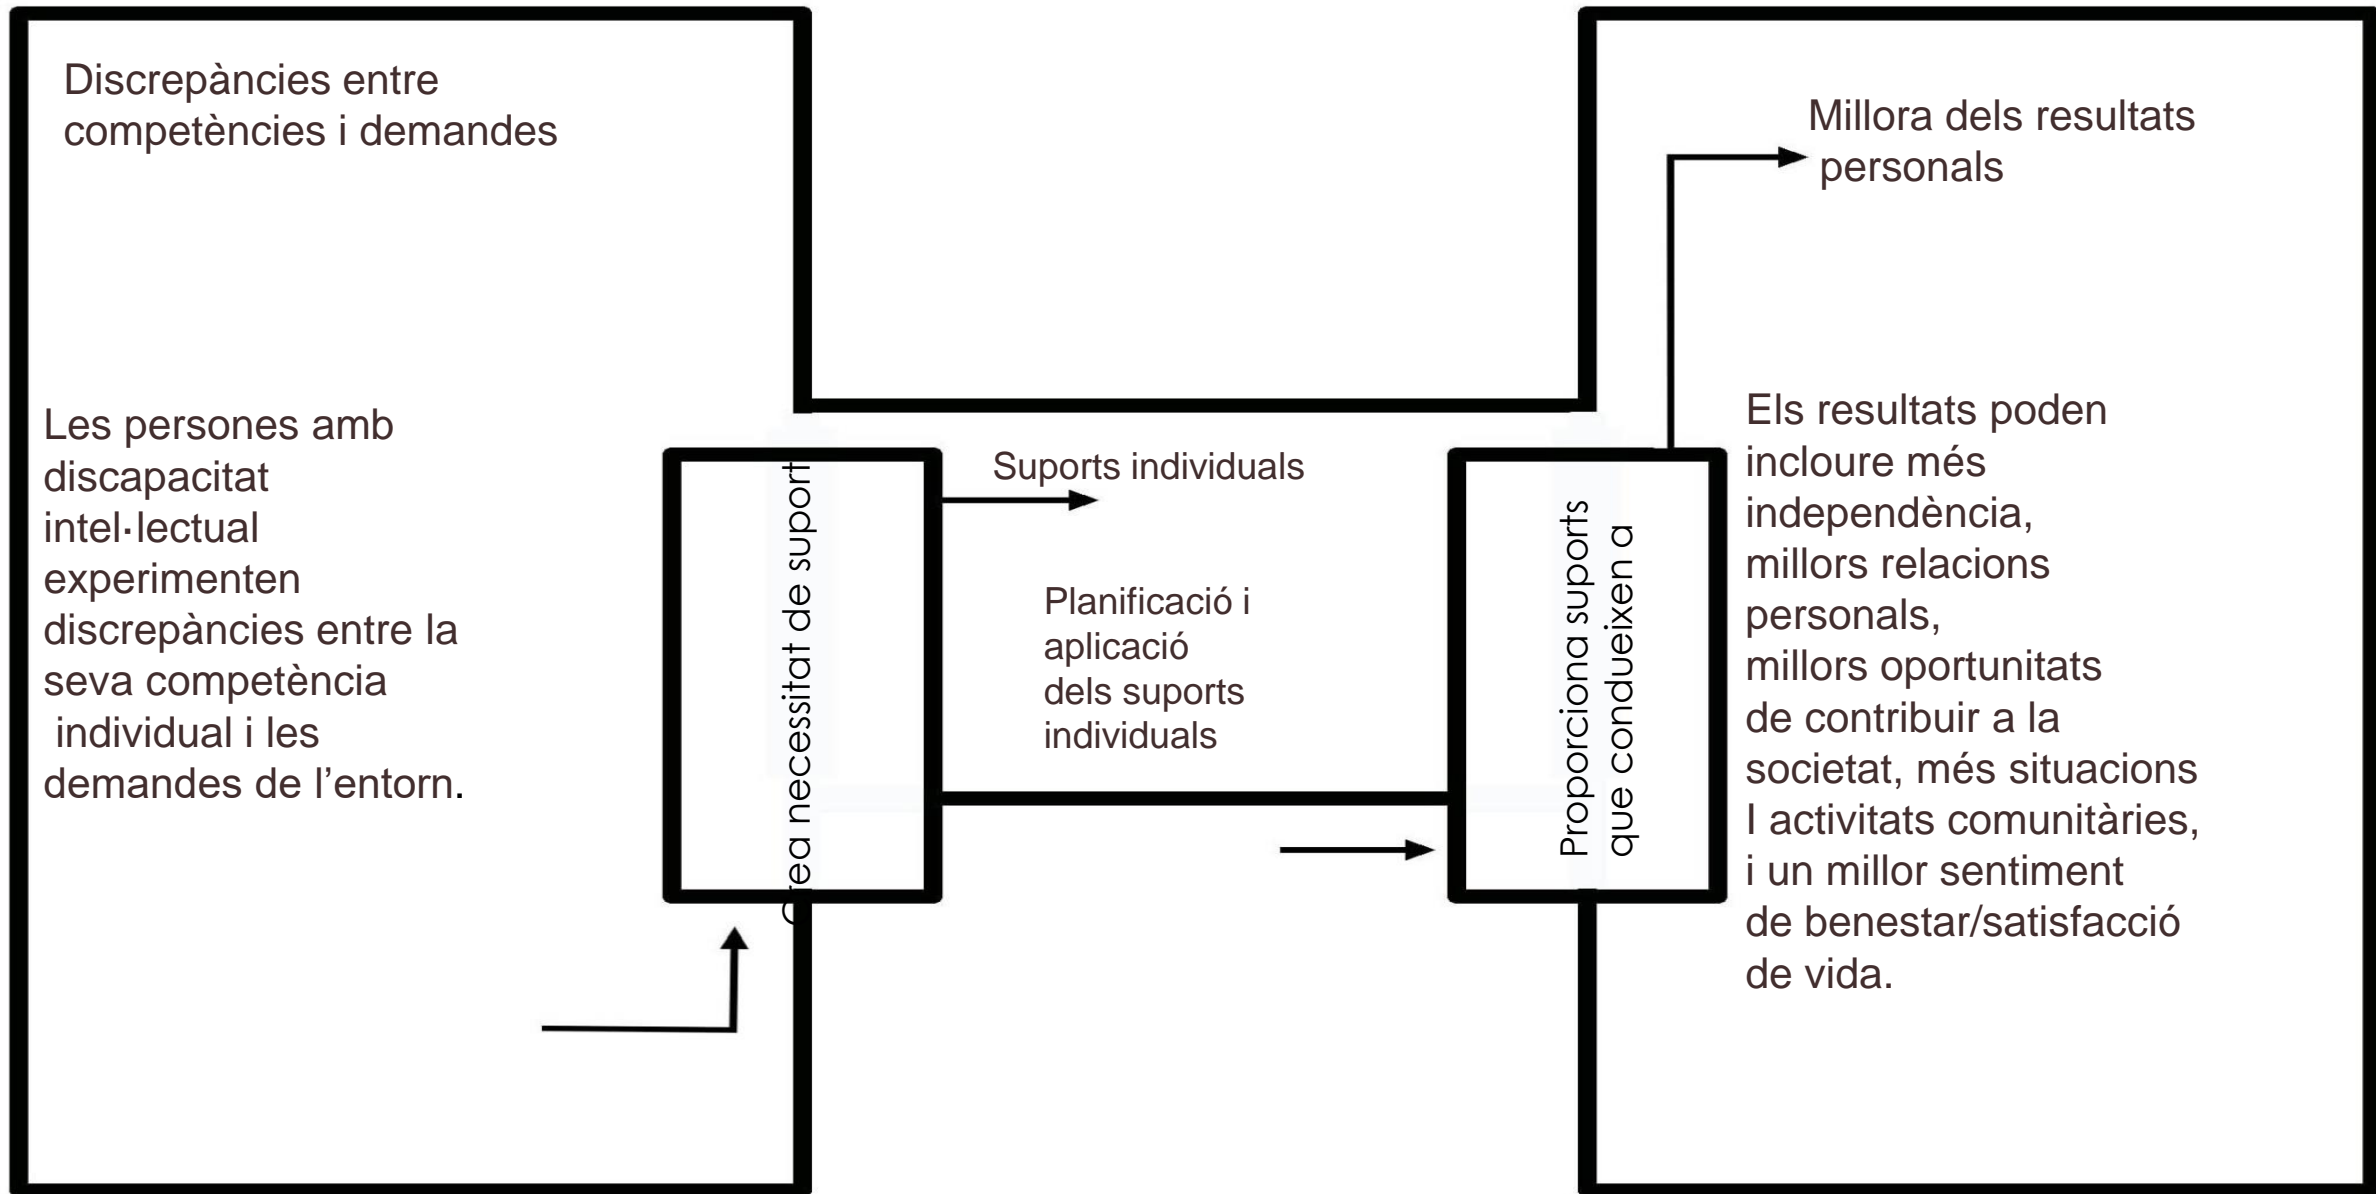 Discrepàncies entre
competències i demandes
Les persones amb
discapacitat
intel·lectual
experimenten
discrepàncies entre la
seva competència
individual i les
demandes de l’entorn.
Crea necessitat de suport
Suports individuals
Planificació i
aplicació
dels suports
individuals
Proporciona suports
que condueixen a
Millora dels resultats
personals
Els resultats poden
incloure més
independència,
millors relacions
personals,
millors oportunitats
de contribuir a la
societat, més situacions
I activitats comunitàries,
i un millor sentiment
de benestar/satisfacció
de vida.